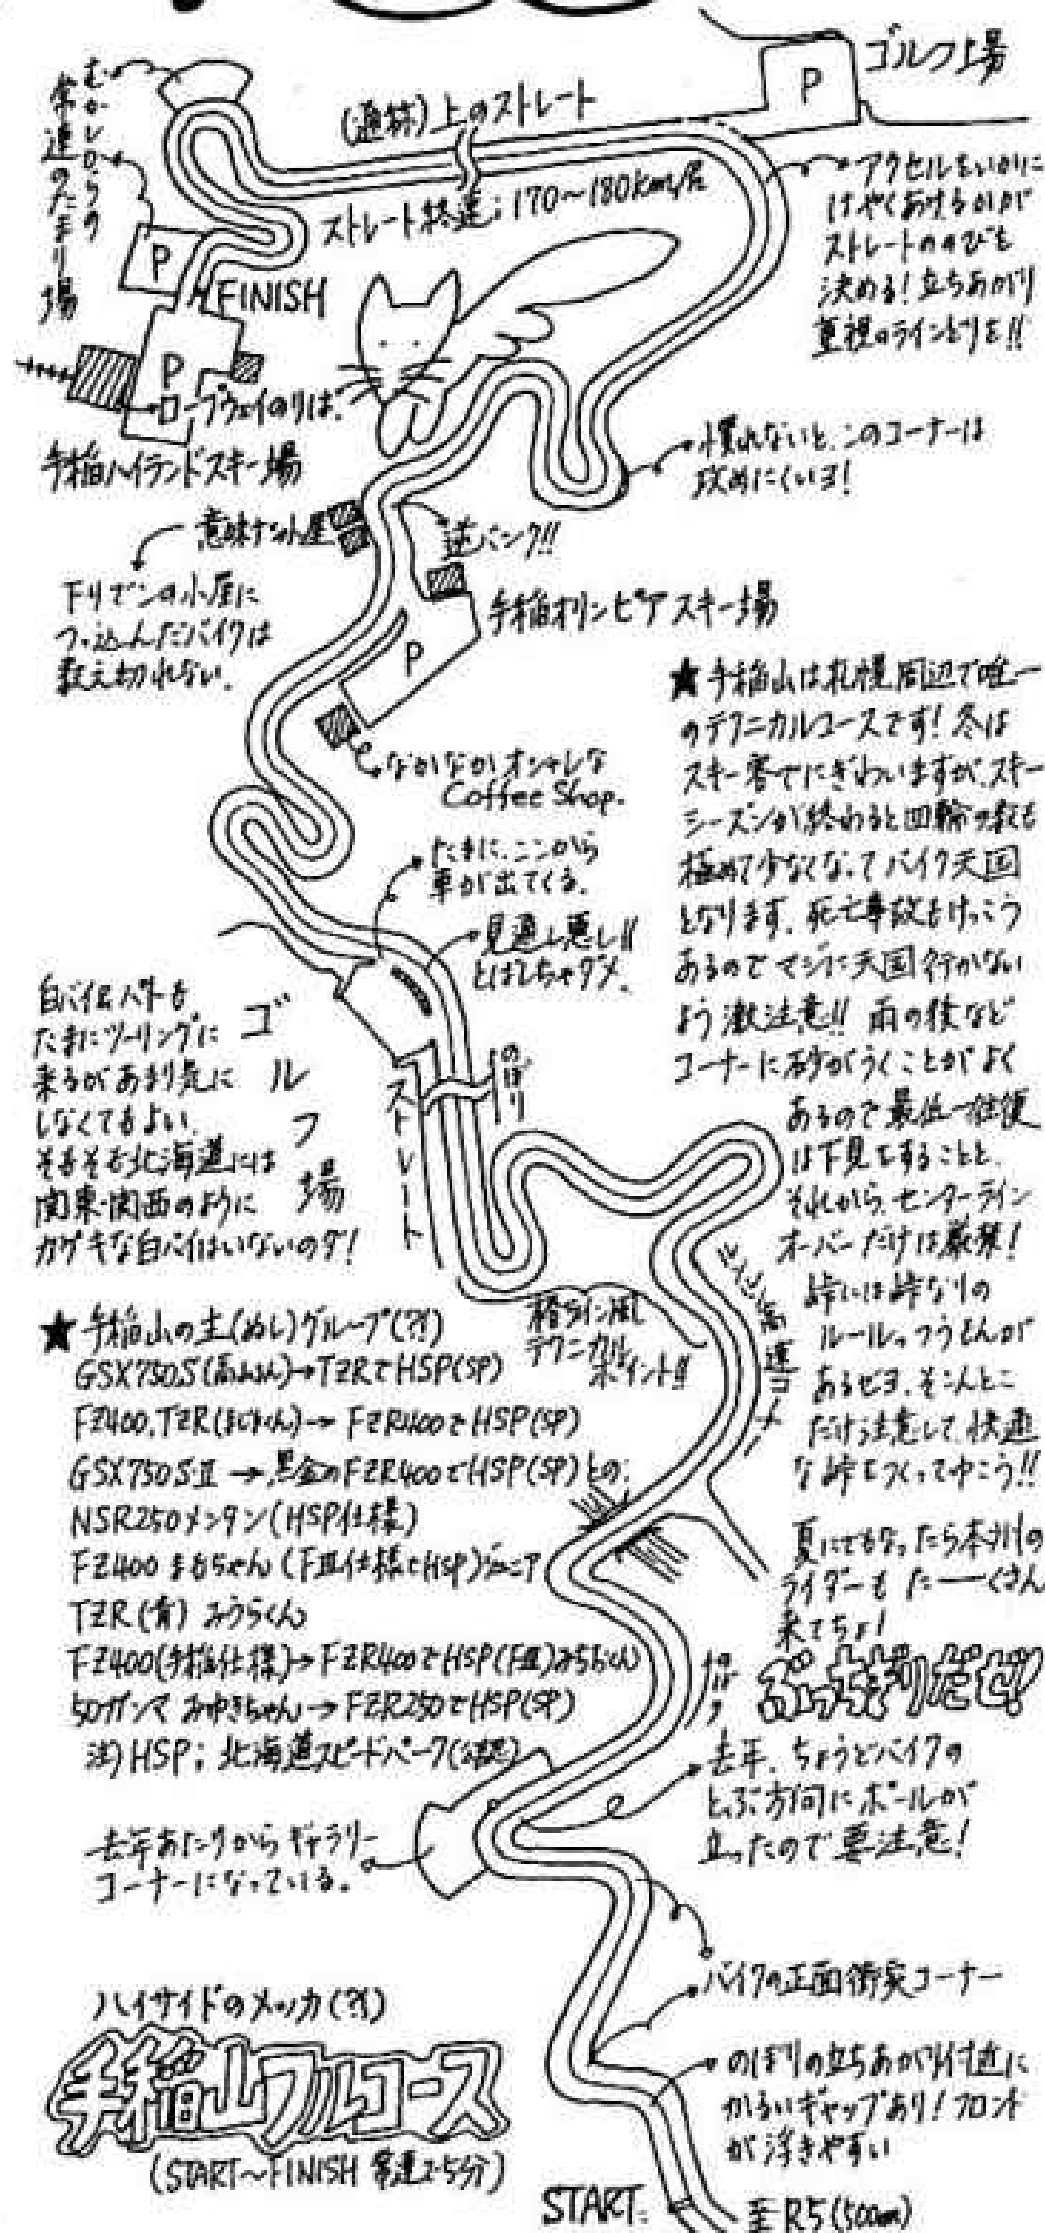 ゴルフ場
P
(通称)上のストレート
ストレート終速:170〜180km/h
アクセルをいかに
はやくあけるかが
ストレートののびを
決める!立ちあがり
重視のラインどりを!!
むかしからの
常連のたまり場
P
FINISH
P
ロープウェイのりば
手稲ハイランドスキー場
慣れないと、このコーナーは
攻めにくいヨ!
意味ナシ小屋
逆バンク!!
下りでこの小屋に
つっ込んだバイクは
数え切れない.
手稲オリンピアスキー場
P
なかなかオシャレな
Coffee Shop.
たまに、ここから
車が出てくる.
見通し悪し!!
とばしちゃダメ.
★手稲山は札幌周辺で唯一
のテクニカルコースです!冬は
スキー客でにぎわいますが、スキー
シーズンが終わると四輪の数も
極めて少なくなってバイク天国
となります.死亡事故もけっこう
あるのでマジに天国行かない
よう激注意!!雨の後など
コーナーに砂がうくことがよく
あるので最低一往復
は下見をすることと、
それから、センターライン
オーバーだけは厳禁!
峠には峠なりの
ルールっつうもんが
あるゼヨ.そこんとこ
だけ注意して、快適
な峠をつくってゆこう!!
夏にでもなったら本州の
ライダーも たーーくさん
来てちょ!
ぶっちぎりだぜ!
白バイ&パトも
たまにツーリングに
来るがあまり気に
しなくてもよい.
そもそも北海道には
関東・関西のように
カゲキな白バイはいないのダ!
ゴルフ場
ストレート
のぼり
高速コーナー
テクニカル
ポイント!!
★手稲山の主(ぬし)グループ(?!)
GSX750S→TZRでHSP(SP)
FZ400,TZR→FZR400でHSP(SP)
GSX750SⅡ→黒金のFZR400でHSP(SP)
NSR250メンタン(HSP仕様)
FZ400 まもちゃん(FⅢ仕様でHSP)ジュニア
TZR(青)みうらくん
FZ400(手稲仕様)→FZR400でHSP(FⅢ)
50ガンマ みゆきちゃん→FZR250でHSP(SP)
注)HSP:北海道スピードパーク(公認)
去年、ちょうどバイクの
とぶ方向にポールが
立ったので要注意!
去年あたりからギャラリー
コーナーになっている。
バイクの正面衝突コーナー
のぼりの立ちあがり付近に
かるいギャップあり!フロント
が浮きやすい
ハイサイドのメッカ(?!)
手稲山フルコース
(START〜FINISH 常連2〜5分)
START
至R5(500m)